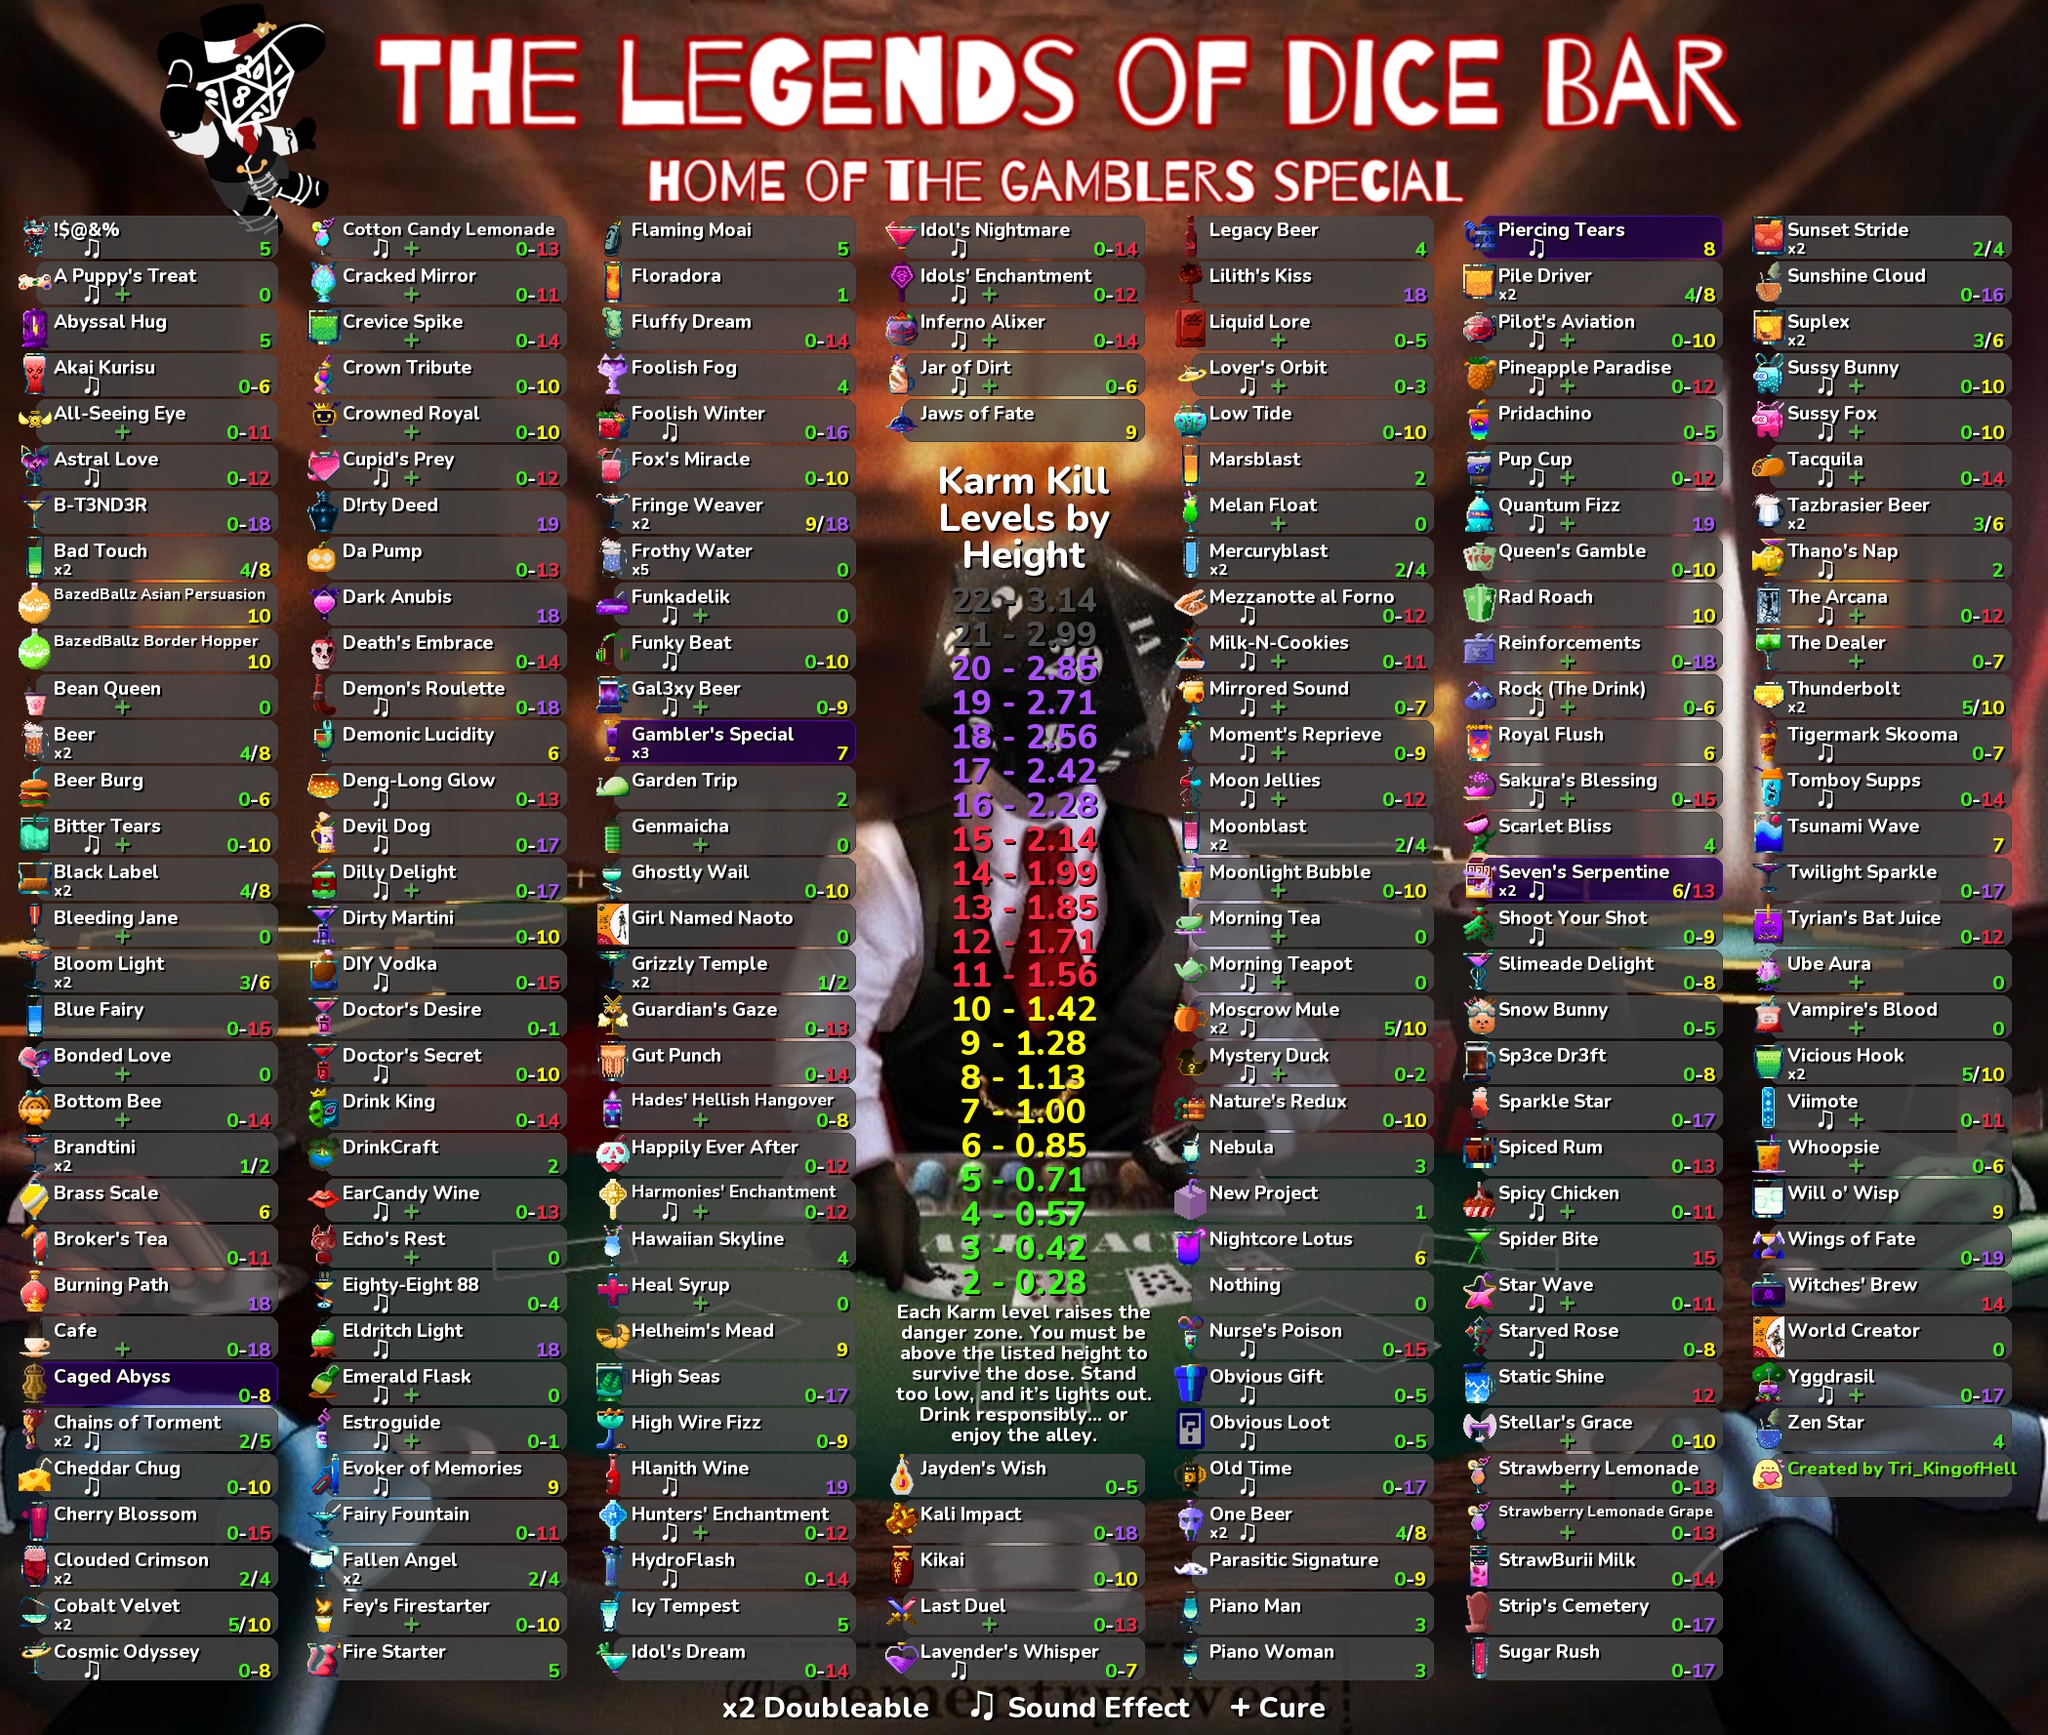 THE LEGENDS OF DICE BAR
HOME OF THE GAMBLERS SPECIAL
!$@&%
♫ 5
A Puppy's Treat
♫ + 0
Abyssal Hug
5
Akai Kurisu
♫ 0-6
All-Seeing Eye
+ 0-11
Astral Love
♫ 0-12
B-T3ND3R
0-18
Bad Touch
x2 4/8
BazedBallz Asian Persuasion
10
BazedBallz Border Hopper
10
Bean Queen
+ 0
Beer
x2 4/8
Beer Burg
0-6
Bitter Tears
♫ + 0-10
Black Label
x2 4/8
Bleeding Jane
+ 0
Bloom Light
x2 3/6
Blue Fairy
0-15
Bonded Love
+ 0
Bottom Bee
+ 0-14
Brandtini
x2 1/2
Brass Scale
6
Broker's Tea
0-11
Burning Path
18
Cafe
+ 0-18
Caged Abyss
0-8
Chains of Torment
x2 ♫ 2/5
Cheddar Chug
♫ 0-10
Cherry Blossom
0-15
Clouded Crimson
x2 2/4
Cobalt Velvet
x2 5/10
Cosmic Odyssey
♫ 0-8
Cotton Candy Lemonade
♫ + 0-13
Cracked Mirror
+ 0-11
Crevice Spike
+ 0-14
Crown Tribute
0-10
Crowned Royal
+ 0-10
Cupid's Prey
♫ + 0-12
D!rty Deed
19
Da Pump
0-13
Dark Anubis
18
Death's Embrace
0-14
Demon's Roulette
♫ 0-18
Demonic Lucidity
6
Deng-Long Glow
♫ 0-13
Devil Dog
♫ 0-17
Dilly Delight
♫ + 0-17
Dirty Martini
0-10
DIY Vodka
♫ 0-15
Doctor's Desire
0-1
Doctor's Secret
♫ 0-10
Drink King
0-14
DrinkCraft
2
EarCandy Wine
♫ + 0-13
Echo's Rest
+ 0
Eighty-Eight 88
♫ 0-4
Eldritch Light
♫ 18
Emerald Flask
♫ + 0
Estroguide
♫ + 0-1
Evoker of Memories
9
Fairy Fountain
0-11
Fallen Angel
x2 2/4
Fey's Firestarter
+ 0-10
Fire Starter
5
Flaming Moai
5
Floradora
1
Fluffy Dream
0-14
Foolish Fog
4
Foolish Winter
♫ 0-16
Fox's Miracle
0-10
Fringe Weaver
x2 9/18
Frothy Water
x5 0
Funkadelik
♫ + 0
Funky Beat
♫ 0-10
Gal3xy Beer
♫ + 0-9
Gambler's Special
x3 7
Garden Trip
2
Genmaicha
+ 0
Ghostly Wail
0-10
Girl Named Naoto
0
Grizzly Temple
x2 1/2
Guardian's Gaze
0-13
Gut Punch
0-14
Hades' Hellish Hangover
+ 0-8
Happily Ever After
0-12
Harmonies' Enchantment
♫ + 0-12
Hawaiian Skyline
4
Heal Syrup
+ 0
Helheim's Mead
9
High Seas
0-17
High Wire Fizz
0-9
Hlanith Wine
19
Hunters' Enchantment
♫ + 0-12
HydroFlash
♫ 0-14
Icy Tempest
5
Idol's Dream
0-14
Idol's Nightmare
♫ 0-14
Idols' Enchantment
♫ + 0-12
Inferno Alixer
♫ + 0-14
Jar of Dirt
♫ + 0-6
Jaws of Fate
9
Karm Kill
Levels by
Height
22 - 3.14
21 - 2.99
20 - 2.85
19 - 2.71
18 - 2.56
17 - 2.42
16 - 2.28
15 - 2.14
14 - 1.99
13 - 1.85
12 - 1.71
11 - 1.56
10 - 1.42
9 - 1.28
8 - 1.13
7 - 1.00
6 - 0.85
5 - 0.71
4 - 0.57
3 - 0.42
2 - 0.28
Each Karm level raises the
danger zone. You must be
above the listed height to
survive the dose. Stand
too low, and it's lights out.
Drink responsibly... or
enjoy the alley.
Jayden's Wish
0-5
Kali Impact
0-18
Kikai
0-10
Last Duel
+ 0-13
Lavender's Whisper
♫ 0-7
Legacy Beer
4
Lilith's Kiss
18
Liquid Lore
+ 0-5
Lover's Orbit
♫ + 0-3
Low Tide
0-10
Marsblast
2
Melan Float
+ 0
Mercuryblast
x2 2/4
Mezzanotte al Forno
♫ 0-12
Milk-N-Cookies
♫ + 0-11
Mirrored Sound
♫ + 0-7
Moment's Reprieve
♫ + 0-9
Moon Jellies
♫ + 0-12
Moonblast
x2 2/4
Moonlight Bubble
+ 0-10
Morning Tea
+ 0
Morning Teapot
♫ + 0
Moscrow Mule
x2 ♫ 5/10
Mystery Duck
♫ + 0-2
Nature's Redux
0-10
Nebula
3
New Project
1
Nightcore Lotus
6
Nothing
0
Nurse's Poison
♫ 0-15
Obvious Gift
♫ 0-5
Obvious Loot
♫ 0-5
Old Time
♫ 0-17
One Beer
x2 ♫ 4/8
Parasitic Signature
0-9
Piano Man
3
Piano Woman
3
Piercing Tears
♫ 8
Pile Driver
x2 4/8
Pilot's Aviation
♫ + 0-10
Pineapple Paradise
♫ + 0-12
Pridachino
0-5
Pup Cup
♫ + 0-12
Quantum Fizz
♫ + 19
Queen's Gamble
0-10
Rad Roach
10
Reinforcements
+ 0-18
Rock (The Drink)
♫ + 0-6
Royal Flush
6
Sakura's Blessing
♫ + 0-15
Scarlet Bliss
4
Seven's Serpentine
x2 ♫ 6/13
Shoot Your Shot
♫ 0-9
Slimeade Delight
0-8
Snow Bunny
0-5
Sp3ce Dr3ft
0-8
Sparkle Star
0-17
Spiced Rum
0-13
Spicy Chicken
♫ + 0-11
Spider Bite
15
Star Wave
♫ + 0-11
Starved Rose
♫ 0-8
Static Shine
12
Stellar's Grace
+ 0-10
Strawberry Lemonade
+ 0-13
Strawberry Lemonade Grape
+ 0-13
StrawBurii Milk
0-14
Strip's Cemetery
0-17
Sugar Rush
0-17
Sunset Stride
x2 2/4
Sunshine Cloud
0-16
Suplex
x2 3/6
Sussy Bunny
♫ + 0-10
Sussy Fox
♫ + 0-10
Tacquila
♫ + 0-14
Tazbrasier Beer
x2 3/6
Thano's Nap
♫ 2
The Arcana
♫ + 0-12
The Dealer
+ 0-7
Thunderbolt
x2 5/10
Tigermark Skooma
♫ 0-7
Tomboy Supps
♫ 0-14
Tsunami Wave
7
Twilight Sparkle
0-17
Tyrian's Bat Juice
0-12
Ube Aura
+ 0
Vampire's Blood
+ 0
Vicious Hook
x2 5/10
Viimote
♫ + 0-11
Whoopsie
+ 0-6
Will o' Wisp
9
Wings of Fate
0-19
Witches' Brew
14
World Creator
0
Yggdrasil
♫ + 0-17
Zen Star
4
Created by Tri_KingofHell
x2 Doubleable ♫ Sound Effect + Cure